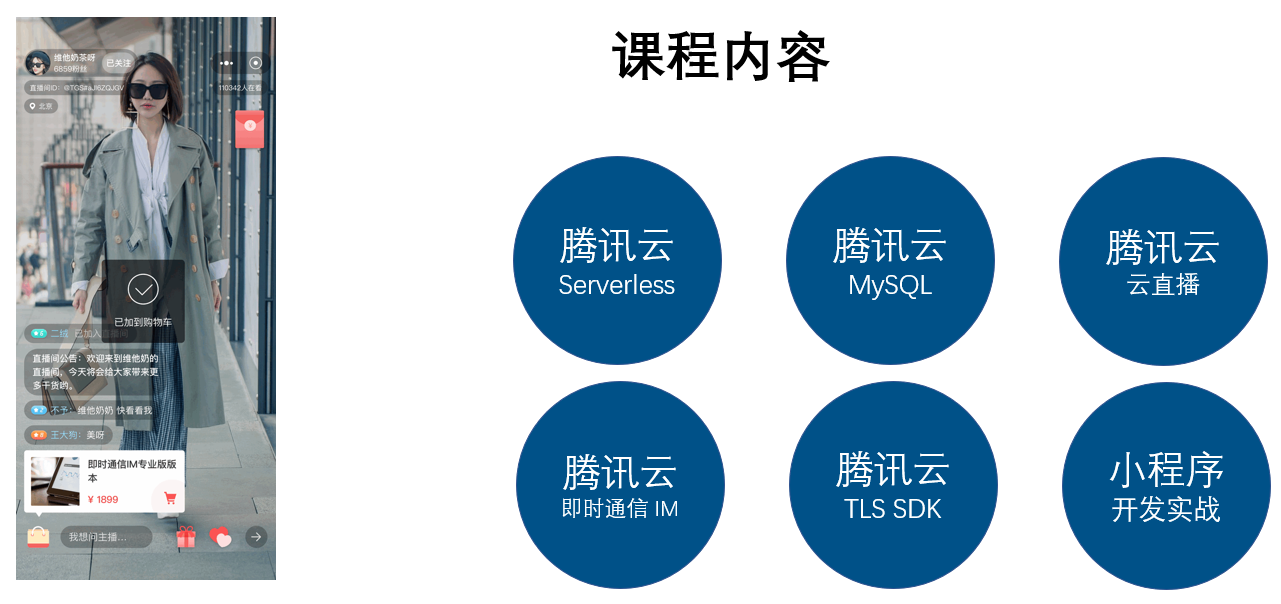 课程内容
维他奶茶呀
6859粉丝
已关注
直播间ID：@TGS#aJI6ZQJGV
110342人在看
北京
已加到购物车
二绫 已加入直播间
直播间公告：欢迎来到维他奶的
直播间，今天将会给大家带来更
多干货哟。
不予：维他奶奶 快看看我
王大狗：美呀
即时通信IM专业版版
本
¥ 1899
我想问主播...
腾讯云
Serverless
腾讯云
MySQL
腾讯云
云直播
腾讯云
即时通信 IM
腾讯云
TLS SDK
小程序
开发实战